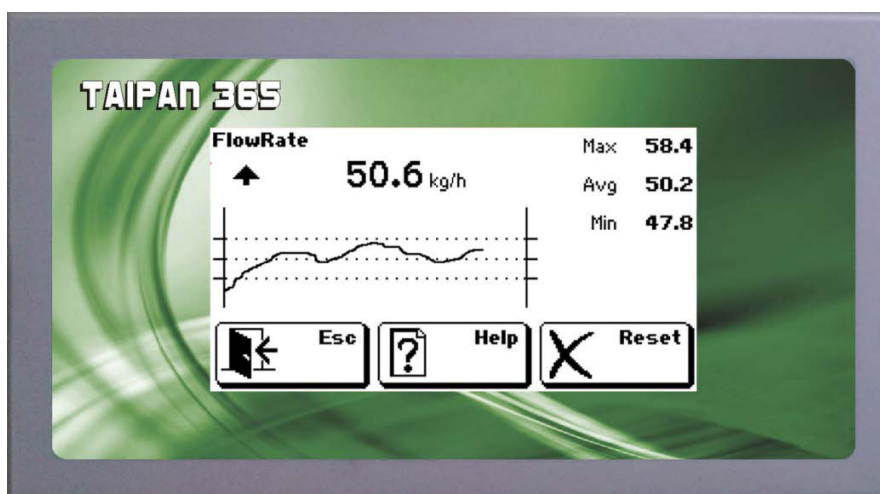 TAIPAN 365
FlowRate
50.6 kg/h
Max 58.4
Avg 50.2
Min 47.8
Esc
Help
Reset